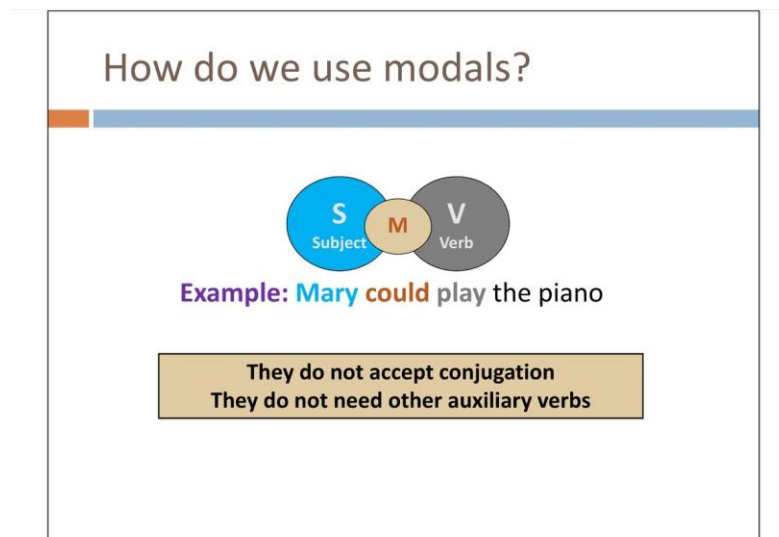 How do we use modals?
S M V
Subject Verb
Example: Mary could play the piano
They do not accept conjugation
They do not need other auxiliary verbs